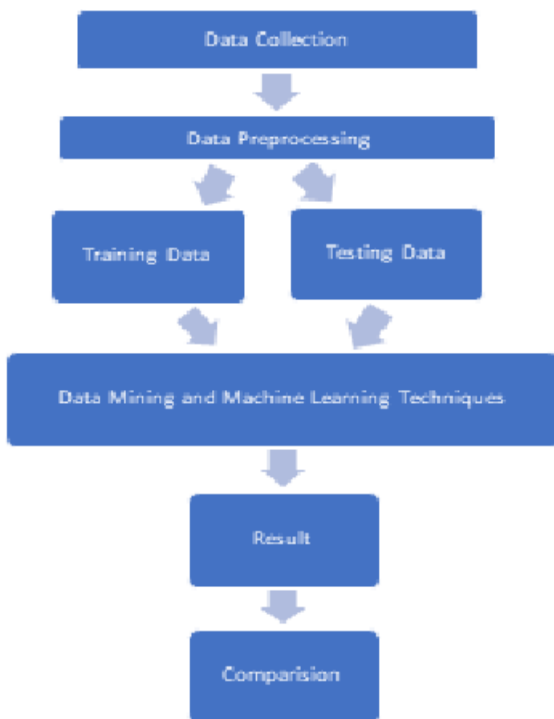 Data Collection
Data Preprocessing
Training Data
Testing Data
Data Mining and Machine Learning Techniques
Result
Comparision